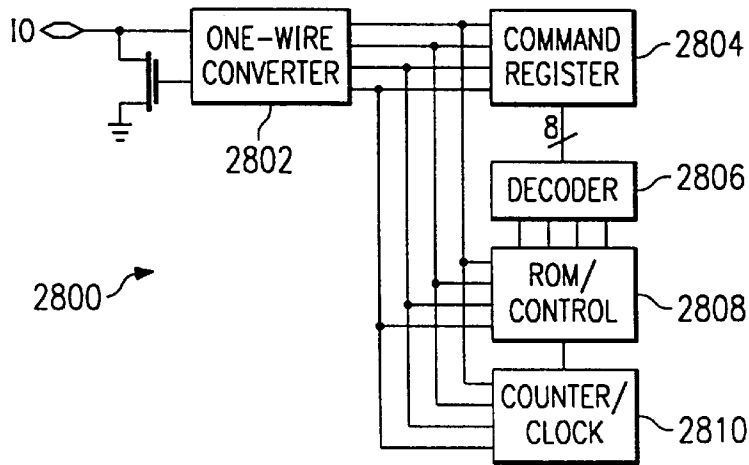 IO
ONE-WIRE
CONVERTER
2802
COMMAND
REGISTER
2804
8
DECODER
2806
2800
ROM/
CONTROL
2808
COUNTER/
CLOCK
2810